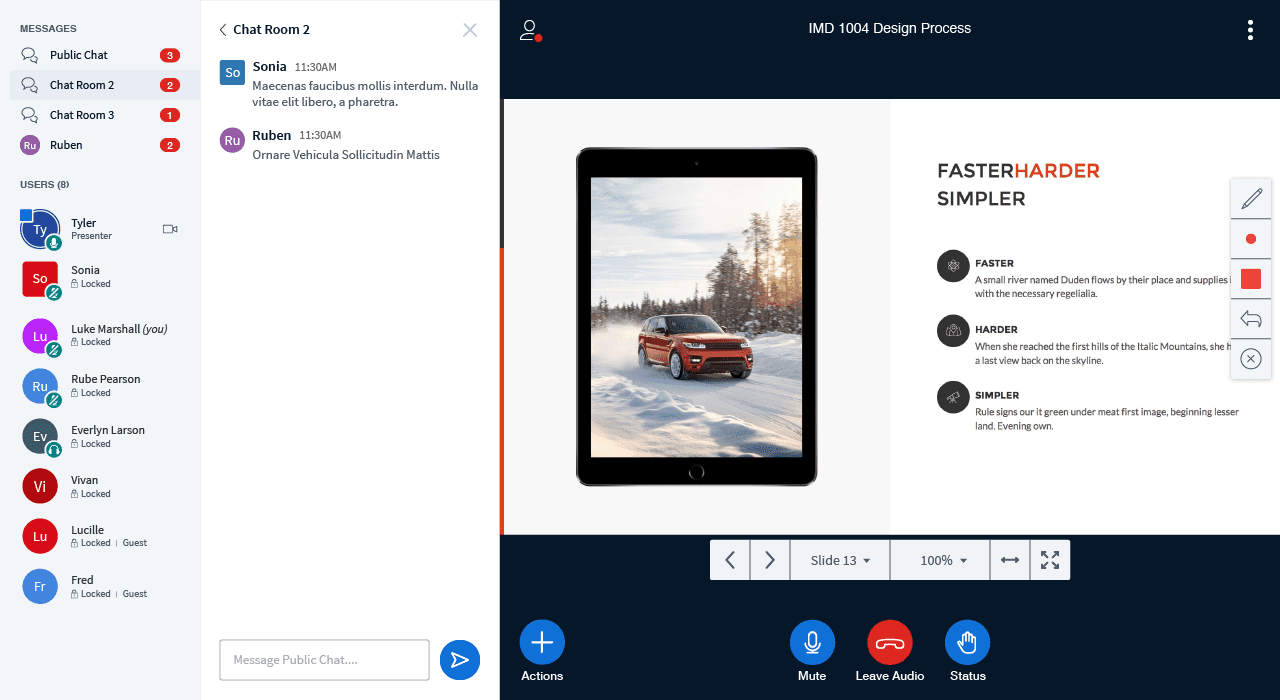 MESSAGES
Public Chat
3
Chat Room 2
2
Chat Room 3
1
Ru
Ruben
2
USERS (8)
Ty
Tyler
Presenter
So
Sonia
Locked
Lu
Luke Marshall (you)
Locked
Ru
Rube Pearson
Locked
Ev
Everlyn Larson
Locked
Vi
Vivan
Locked
Lu
Lucille
Locked | Guest
Fr
Fred
Locked | Guest
Chat Room 2
So
Sonia 11:30AM
Maecenas faucibus mollis interdum. Nulla
vitae elit libero, a pharetra.
Ru
Ruben 11:30AM
Ornare Vehicula Sollicitudin Mattis
Message Public Chat....
IMD 1004 Design Process
FASTERHARDER
SIMPLER
FASTER
A small river named Duden flows by their place and supplies
with the necessary regelialia.
HARDER
When she reached the first hills of the Italic Mountains, she h
a last view back on the skyline.
SIMPLER
Rule signs our it green under meat first image, beginning lesser
land. Evening own.
Slide 13
100%
Actions
Mute
Leave Audio
Status